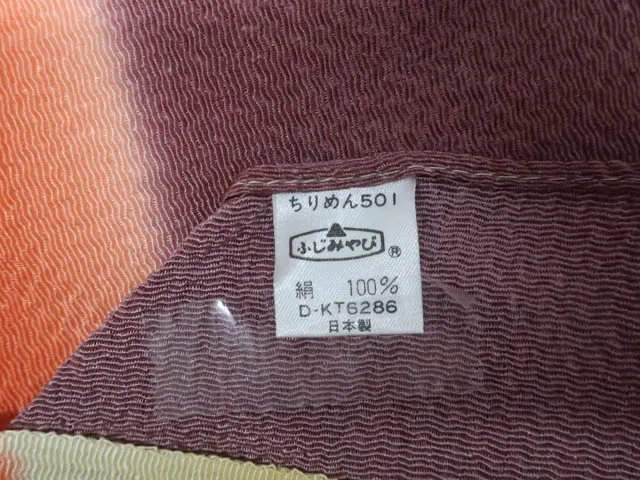 ちりめん501
ふじみやび
®
絹 100%
D-KT6286
日本製